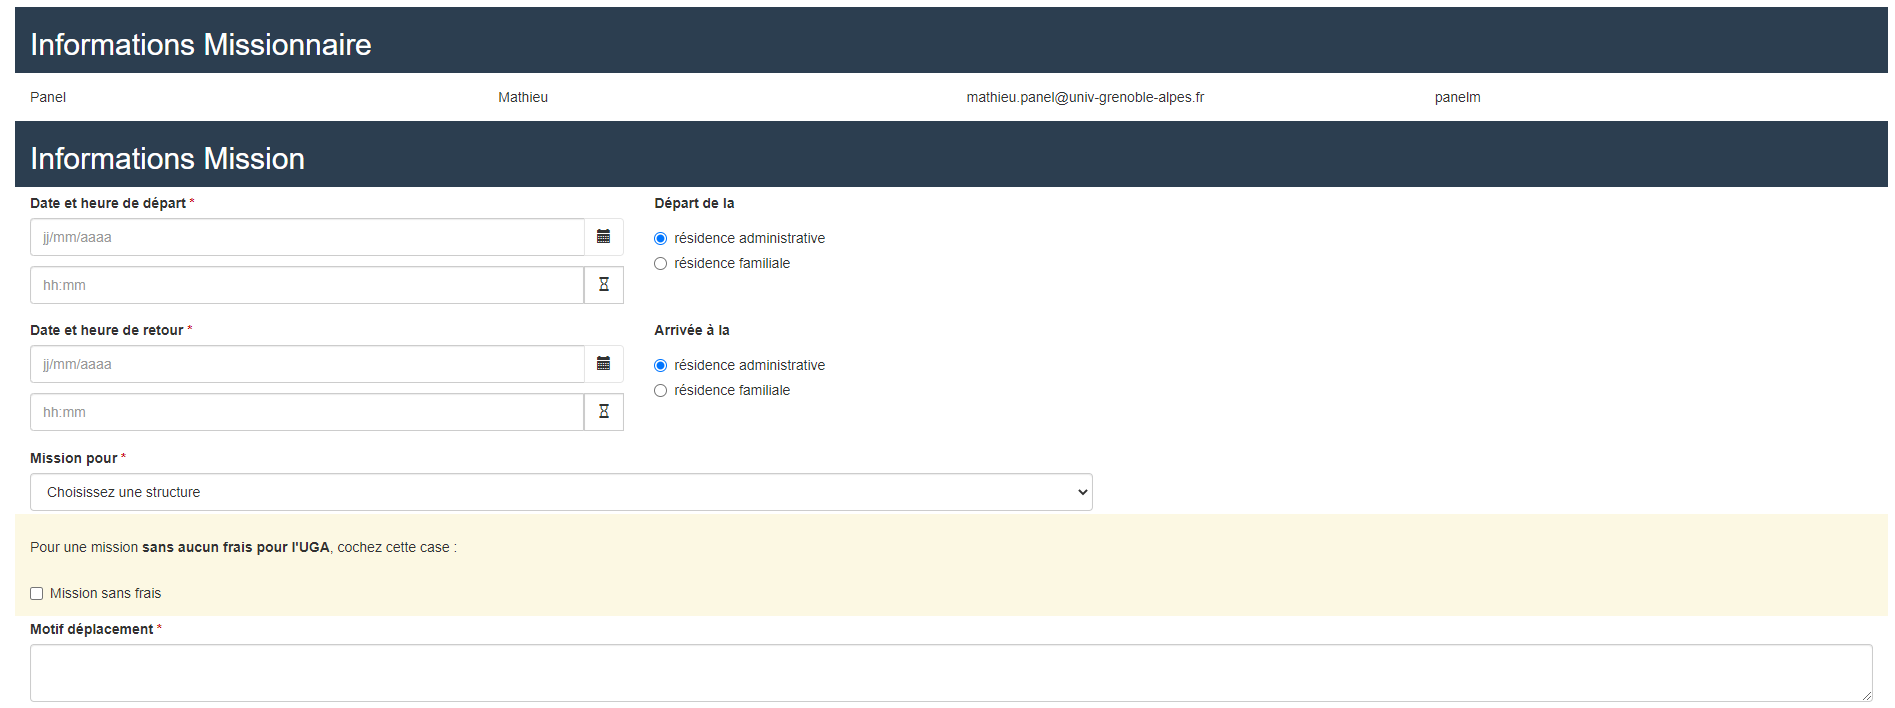 Informations Missionnaire
Panel Mathieu mathieu.panel@univ-grenoble-alpes.fr panelm
Informations Mission
Date et heure de départ * Départ de la
jj/mm/aaaa résidence administrative
résidence familiale
hh:mm
Date et heure de retour * Arrivée à la
jj/mm/aaaa résidence administrative
résidence familiale
hh:mm
Mission pour *
Choisissez une structure
Pour une mission sans aucun frais pour l'UGA, cochez cette case :
Mission sans frais
Motif déplacement *